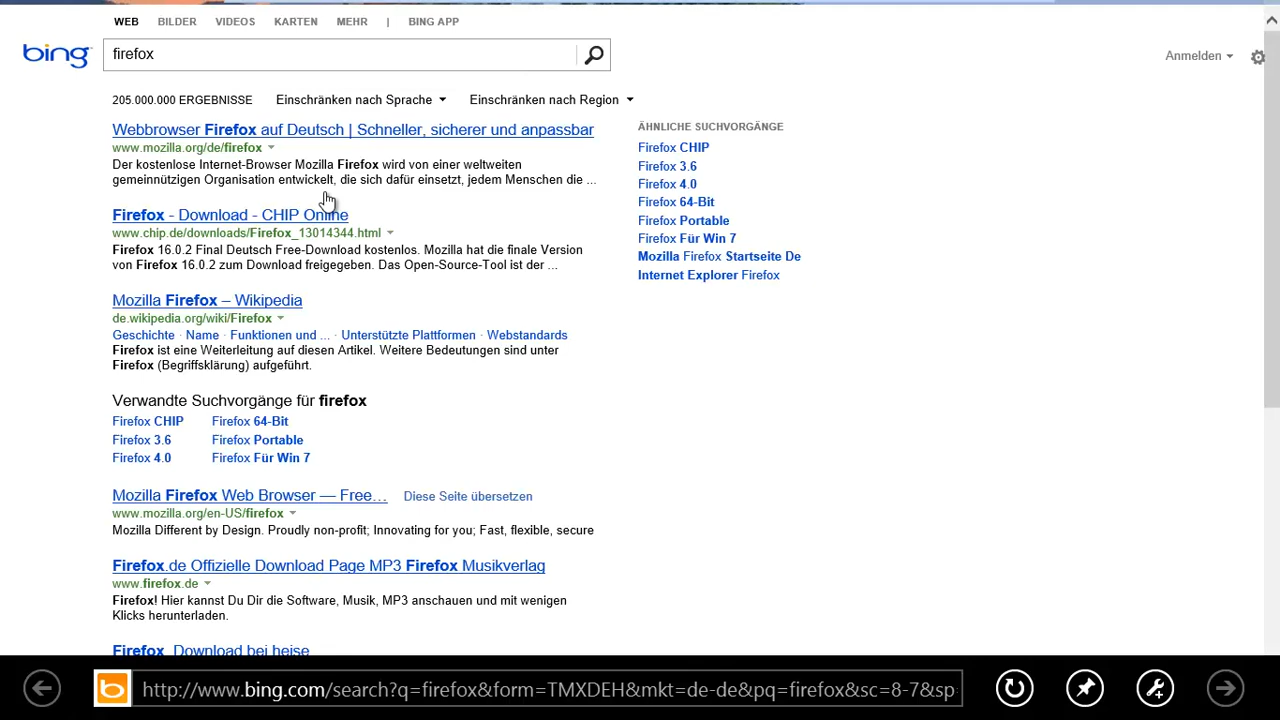 WEB BILDER VIDEOS KARTEN MEHR | BING APP
bing firefox
Anmelden
205.000.000 ERGEBNISSE Einschränken nach Sprache Einschränken nach Region
Webbrowser Firefox auf Deutsch | Schneller, sicherer und anpassbar
www.mozilla.org/de/firefox
Der kostenlose Internet-Browser Mozilla Firefox wird von einer weltweiten
gemeinnützigen Organisation entwickelt, die sich dafür einsetzt, jedem Menschen die ...
Firefox - Download - CHIP Online
www.chip.de/downloads/Firefox_13014344.html
Firefox 16.0.2 Final Deutsch Free-Download kostenlos. Mozilla hat die finale Version
von Firefox 16.0.2 zum Download freigegeben. Das Open-Source-Tool ist der ...
Mozilla Firefox – Wikipedia
de.wikipedia.org/wiki/Firefox
Geschichte · Name · Funktionen und ... · Unterstützte Plattformen · Webstandards
Firefox ist eine Weiterleitung auf diesen Artikel. Weitere Bedeutungen sind unter
Firefox (Begriffsklärung) aufgeführt.
Verwandte Suchvorgänge für firefox
Firefox CHIP Firefox 64-Bit
Firefox 3.6 Firefox Portable
Firefox 4.0 Firefox Für Win 7
Mozilla Firefox Web Browser — Free… Diese Seite übersetzen
www.mozilla.org/en-US/firefox
Mozilla Different by Design. Proudly non-profit; Innovating for you; Fast, flexible, secure
Firefox.de Offizielle Download Page MP3 Firefox Musikverlag
www.firefox.de
Firefox! Hier kannst Du Dir die Software, Musik, MP3 anschauen und mit wenigen
Klicks herunterladen.
Firefox Download bei heise
ÄHNLICHE SUCHVORGÄNGE
Firefox CHIP
Firefox 3.6
Firefox 4.0
Firefox 64-Bit
Firefox Portable
Firefox Für Win 7
Mozilla Firefox Startseite De
Internet Explorer Firefox
http://www.bing.com/search?q=firefox&form=TMXDEH&mkt=de-de&pq=firefox&sc=8-7&sp